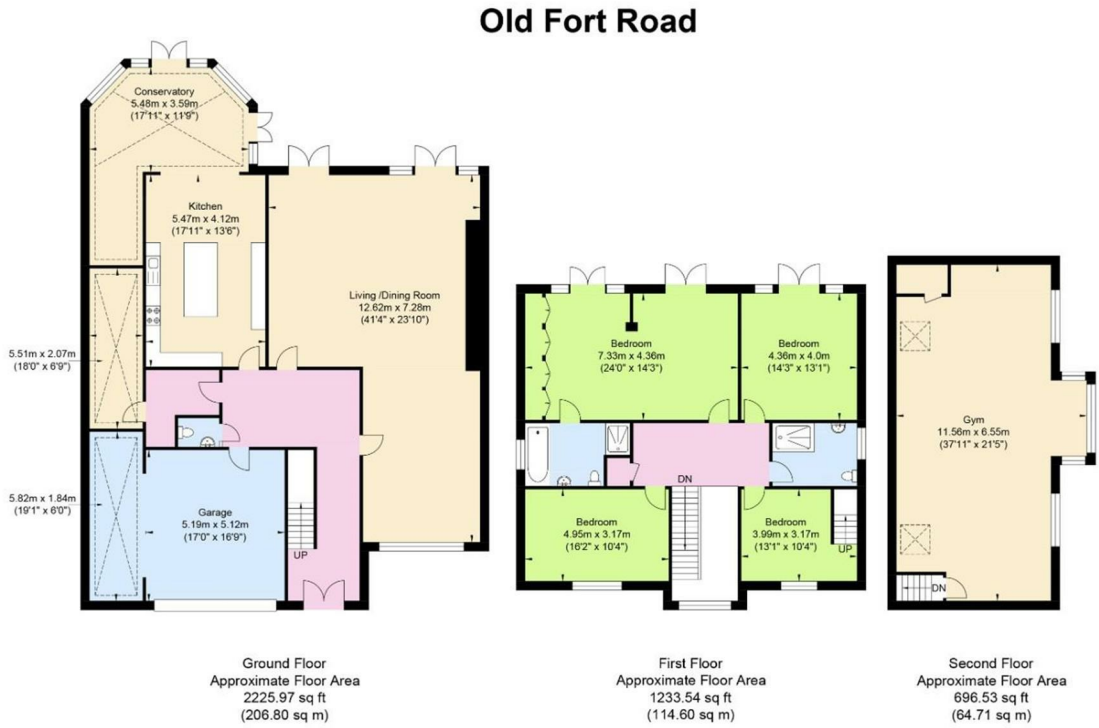 Old Fort Road
Conservatory
5.48m x 3.59m
(17'11" x 11'9")
Kitchen
5.47m x 4.12m
(17'11" x 13'6")
Living /Dining Room
12.62m x 7.28m
(41'4" x 23'10")
5.51m x 2.07m
(18'0" x 6'9")
5.82m x 1.84m
(19'1" x 6'0")
Garage
5.19m x 5.12m
(17'0" x 16'9")
UP
Ground Floor
Approximate Floor Area
2225.97 sq ft
(206.80 sq m)
Bedroom
7.33m x 4.36m
(24'0" x 14'3")
Bedroom
4.36m x 4.0m
(14'3" x 13'1")
DN
Bedroom
4.95m x 3.17m
(16'2" x 10'4")
Bedroom
3.99m x 3.17m
(13'1" x 10'4")
UP
First Floor
Approximate Floor Area
1233.54 sq ft
(114.60 sq m)
Gym
11.56m x 6.55m
(37'11" x 21'5")
DN
Second Floor
Approximate Floor Area
696.53 sq ft
(64.71 sq m)